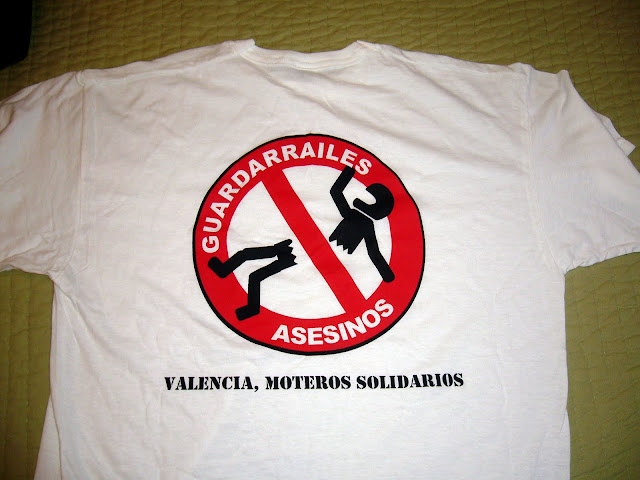 GUARDARRAILES
ASESINOS
VALENCIA, MOTEROS SOLIDARIOS